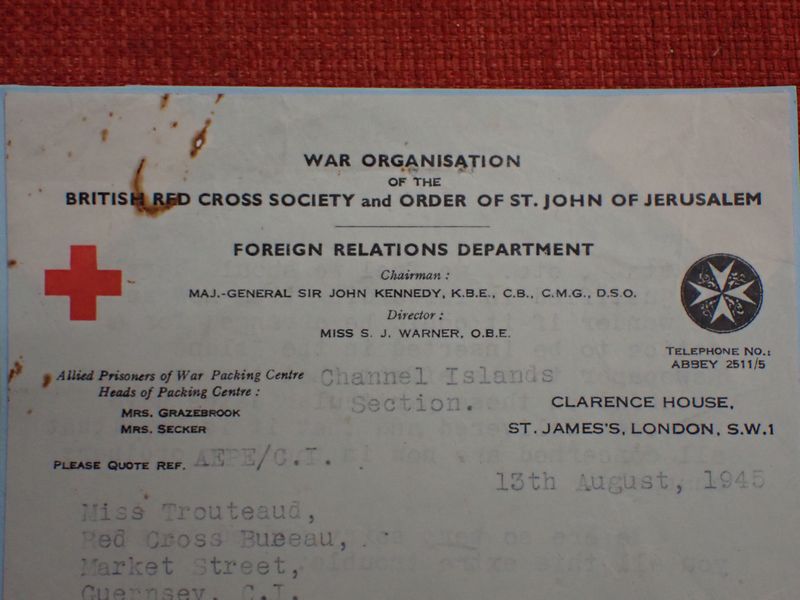 WAR ORGANISATION
OF THE
BRITISH RED CROSS SOCIETY and ORDER OF ST. JOHN OF JERUSALEM
FOREIGN RELATIONS DEPARTMENT
Chairman :
MAJ.-GENERAL SIR JOHN KENNEDY, K.B.E., C.B., C.M.G., D.S.O.
Director :
MISS S. J. WARNER, O.B.E.
TELEPHONE NO.:
ABBEY 2511/5
Allied Prisoners of War Packing Centre
Heads of Packing Centre :
MRS. GRAZEBROOK
MRS. SECKER
Channel Islands
Section.
CLARENCE HOUSE,
ST. JAMES'S, LONDON, S.W.1
PLEASE QUOTE REF. AEPE/C.I.
13th August, 1945
Miss Trouteaud,
Red Cross Bureau,
Market Street,
Guernsey, C.I.